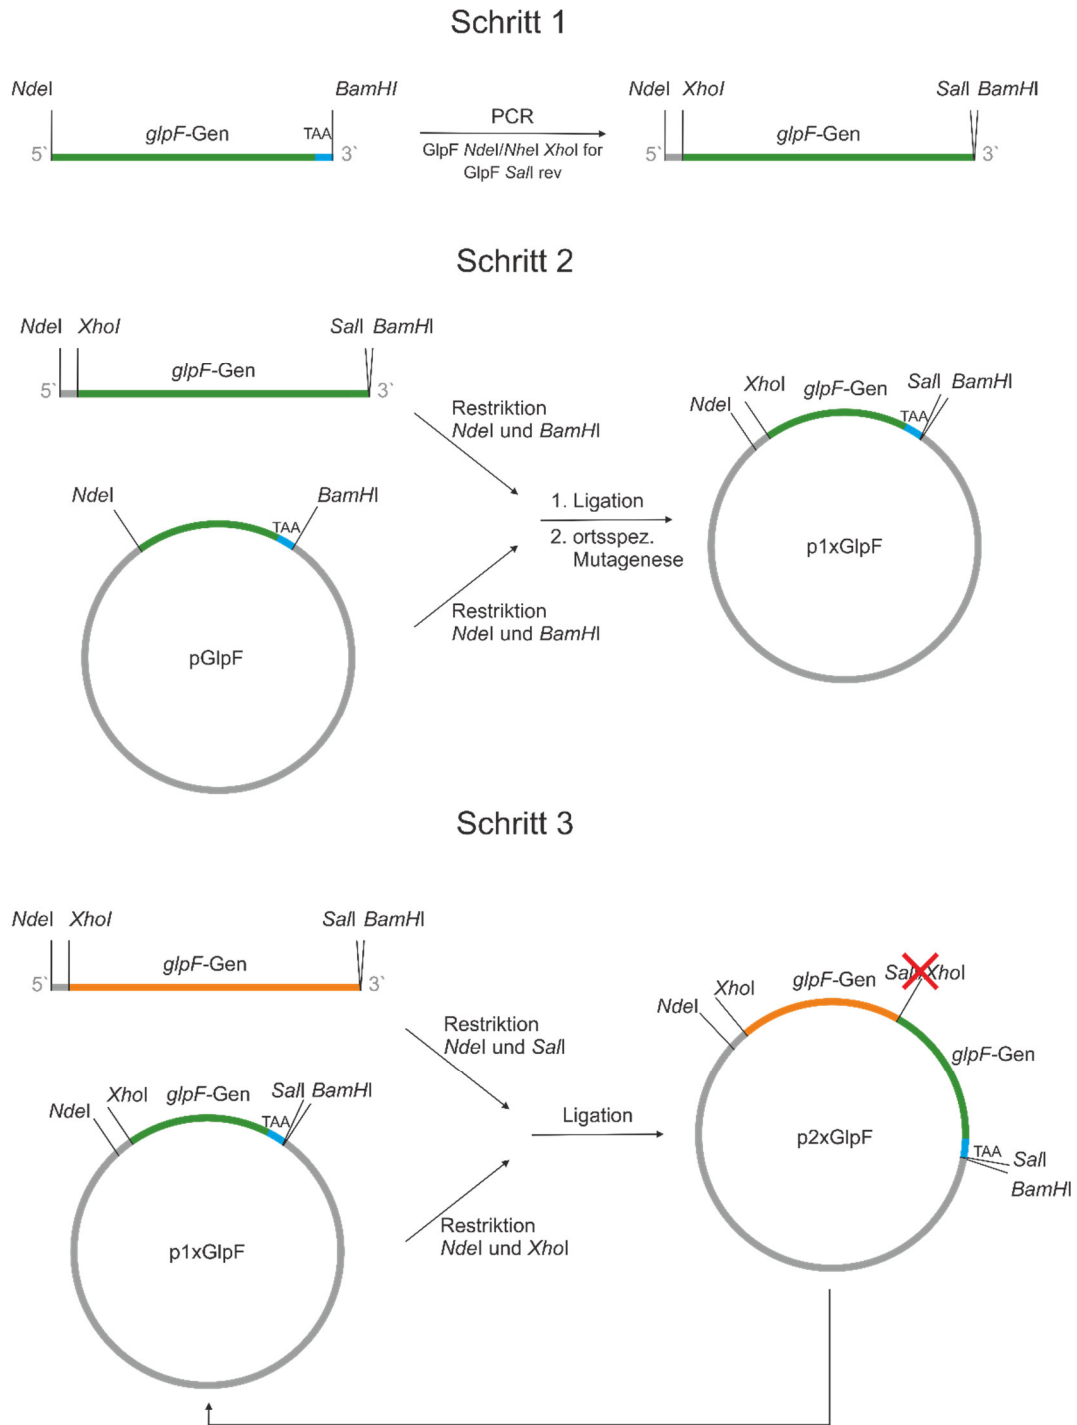 Schritt 1
NdeI
BamHI
glpF-Gen
TAA
5`
3`
PCR
GlpF NdeI/NheI XhoI for
GlpF SalI rev
NdeI XhoI
SalI BamHI
glpF-Gen
5`
3`
Schritt 2
NdeI XhoI
SalI BamHI
glpF-Gen
5`
3`
Restriktion
NdeI und BamHI
NdeI
BamHI
TAA
pGlpF
Restriktion
NdeI und BamHI
1. Ligation
2. ortsspez.
Mutagenese
NdeI
XhoI
glpF-Gen
SalI
BamHI
TAA
p1xGlpF
Schritt 3
NdeI XhoI
SalI BamHI
glpF-Gen
5`
3`
Restriktion
NdeI und SalI
NdeI
XhoI
glpF-Gen
SalI BamHI
TAA
p1xGlpF
Restriktion
NdeI und XhoI
Ligation
NdeI
XhoI
glpF-Gen
SalI XhoI
glpF-Gen
TAA
SalI
BamHI
p2xGlpF